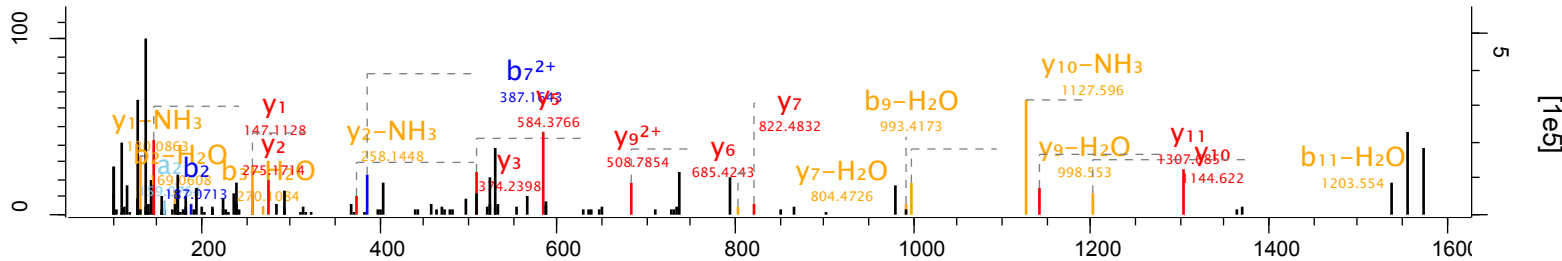 100
0
5
[1e5]
y₁–NH₃
y₁
147.1128
b₂
187.0713
a₂
y₂
275.1714
270.1084
y₂–NH₃
258.1448
b₇²⁺
387.1643
y₃
374.2398
y₅
584.3766
y₉²⁺
508.7854
y₆
685.4243
y₇
822.4832
y₇–H₂O
804.4726
b₉–H₂O
993.4173
y₁₀–NH₃
1127.596
y₉–H₂O
998.553
y₁₁
1307.685
y₁₀
1144.622
b₁₁–H₂O
1203.554
200
400
600
800
1000
1200
1400
1600